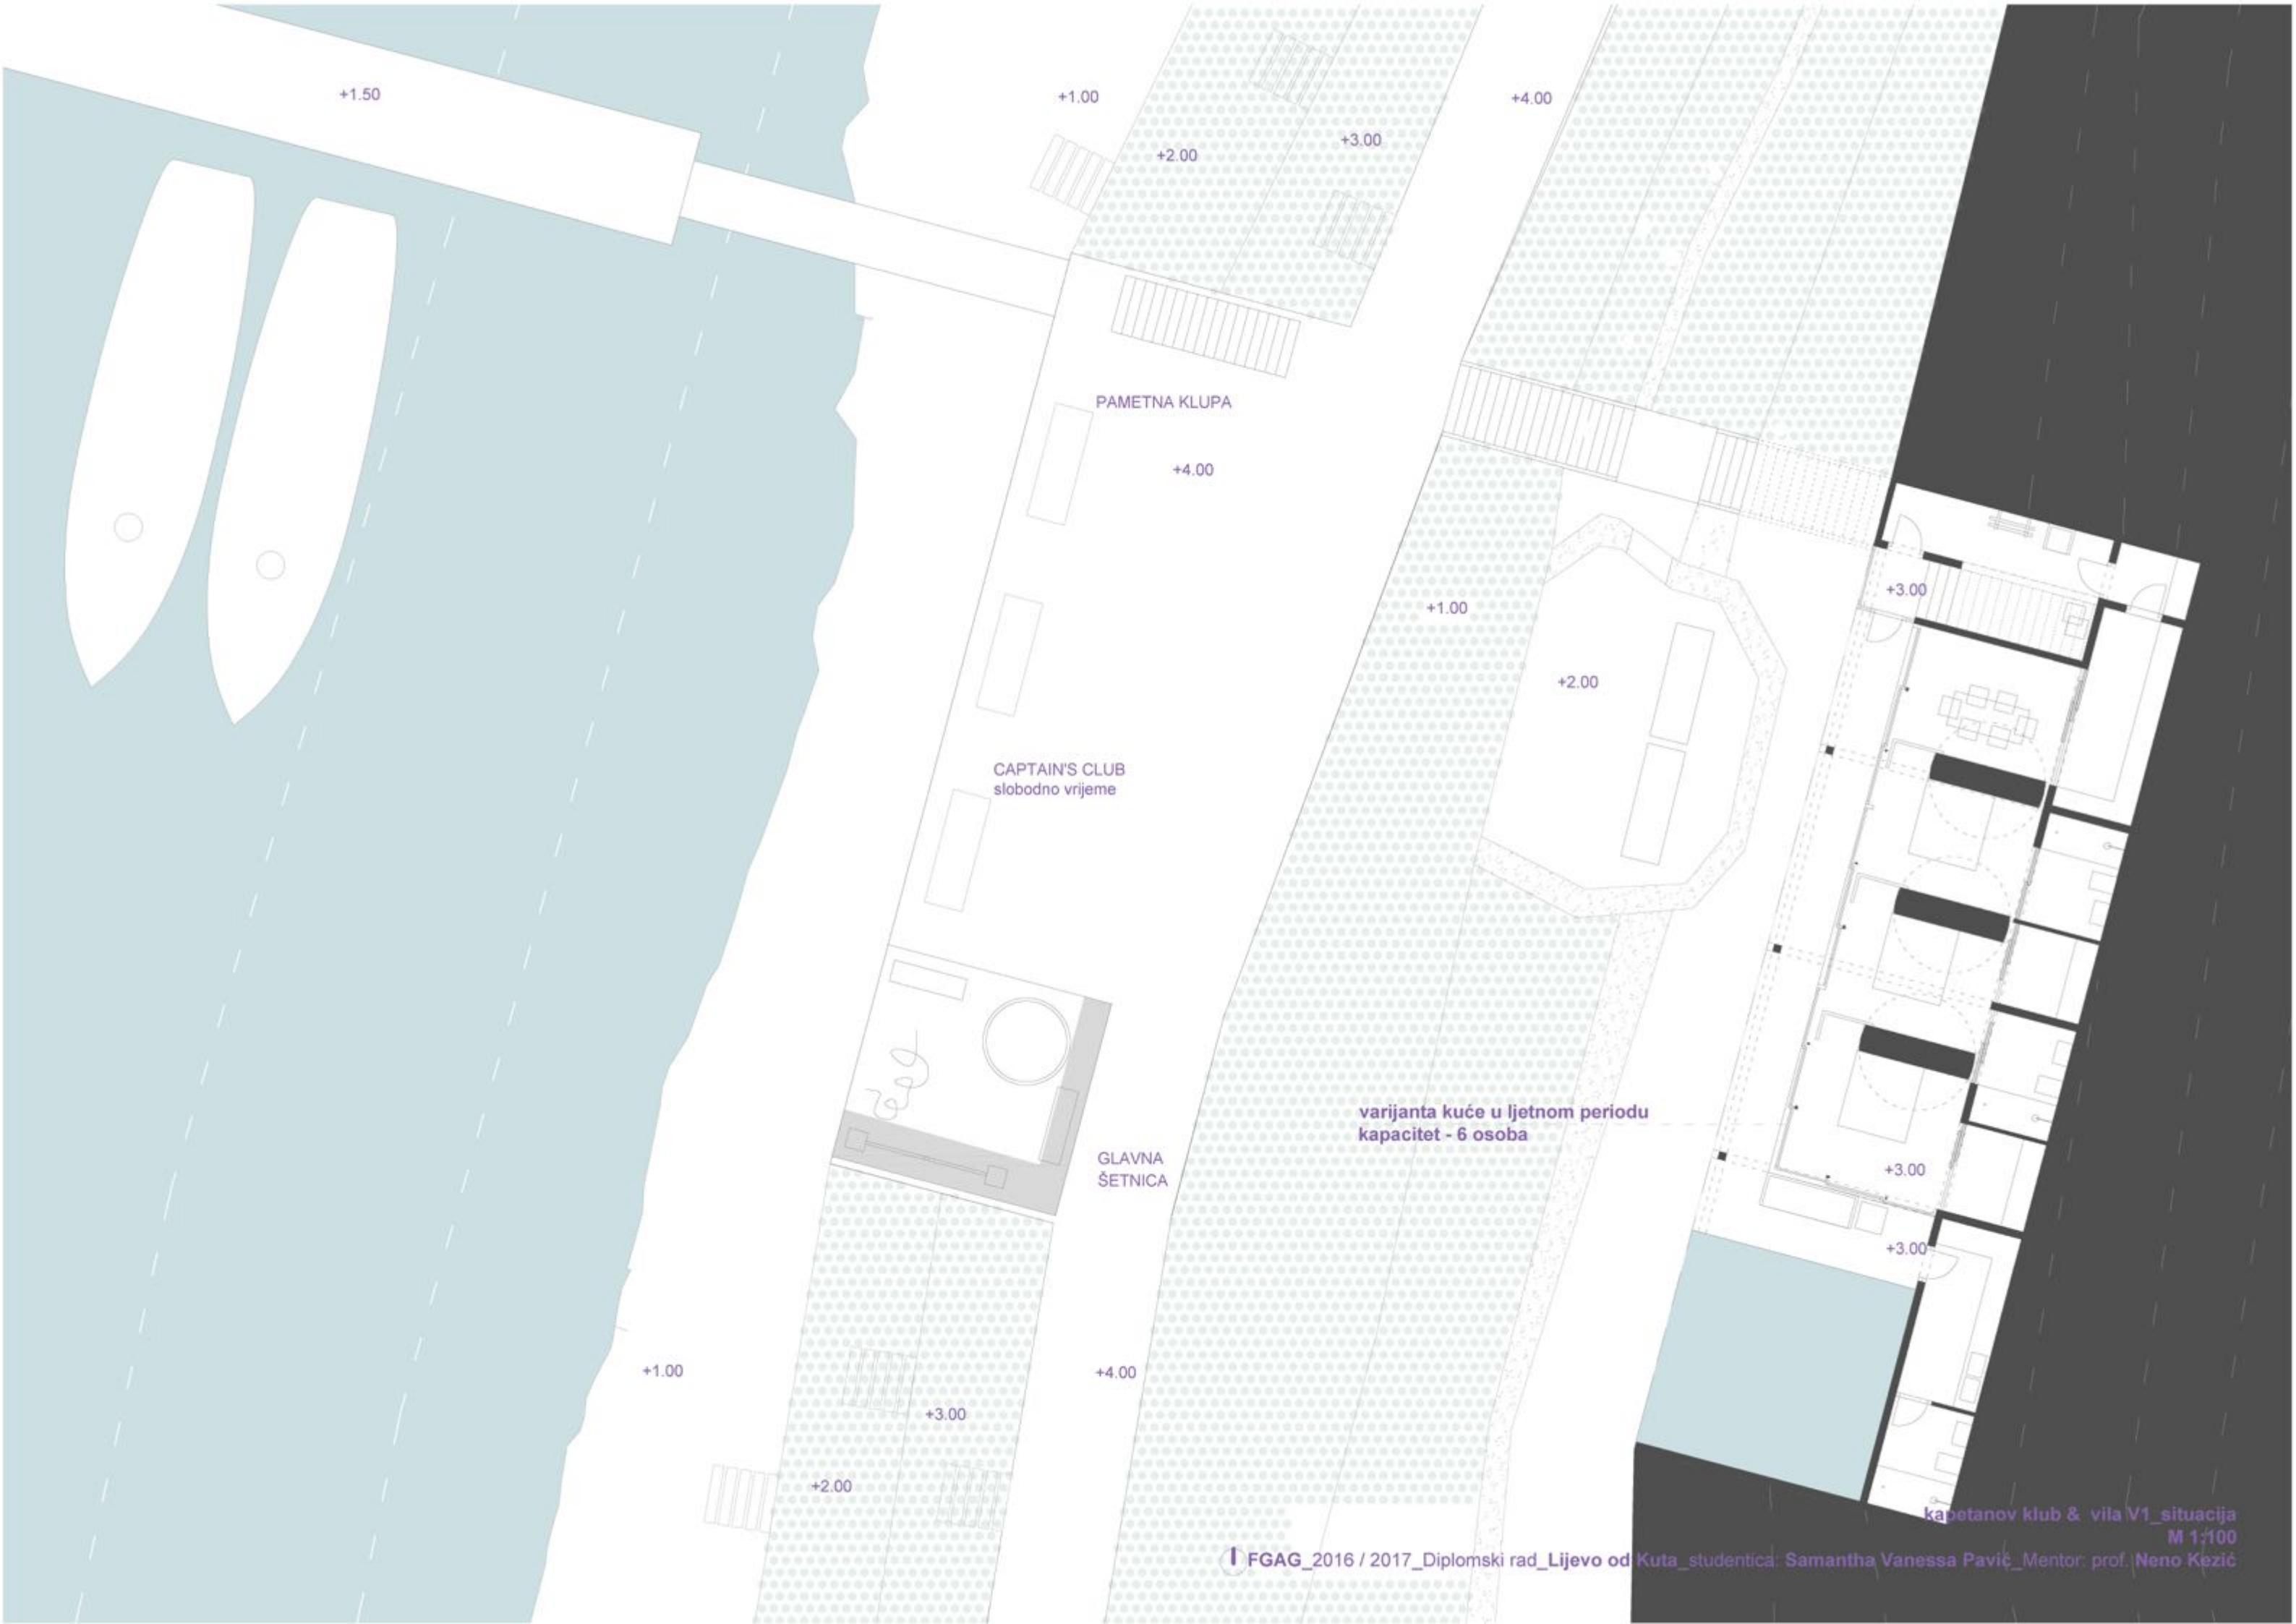 +1.50
+1.00
+4.00
+3.00
+2.00
PAMETNA KLUPA
+4.00
+3.00
+1.00
+2.00
CAPTAIN'S CLUB
slobodno vrijeme
varijanta kuće u ljetnom periodu
kapacitet - 6 osoba
GLAVNA
ŠETNICA
+3.00
+3.00
+1.00
+4.00
+3.00
+2.00
kapetanov klub & vila V1_situacija
M 1:100
FGAG_2016 / 2017_Diplomski rad_Lijevo od Kuta_studentica: Samantha Vanessa Pavić_Mentor: prof. Neno Kezić